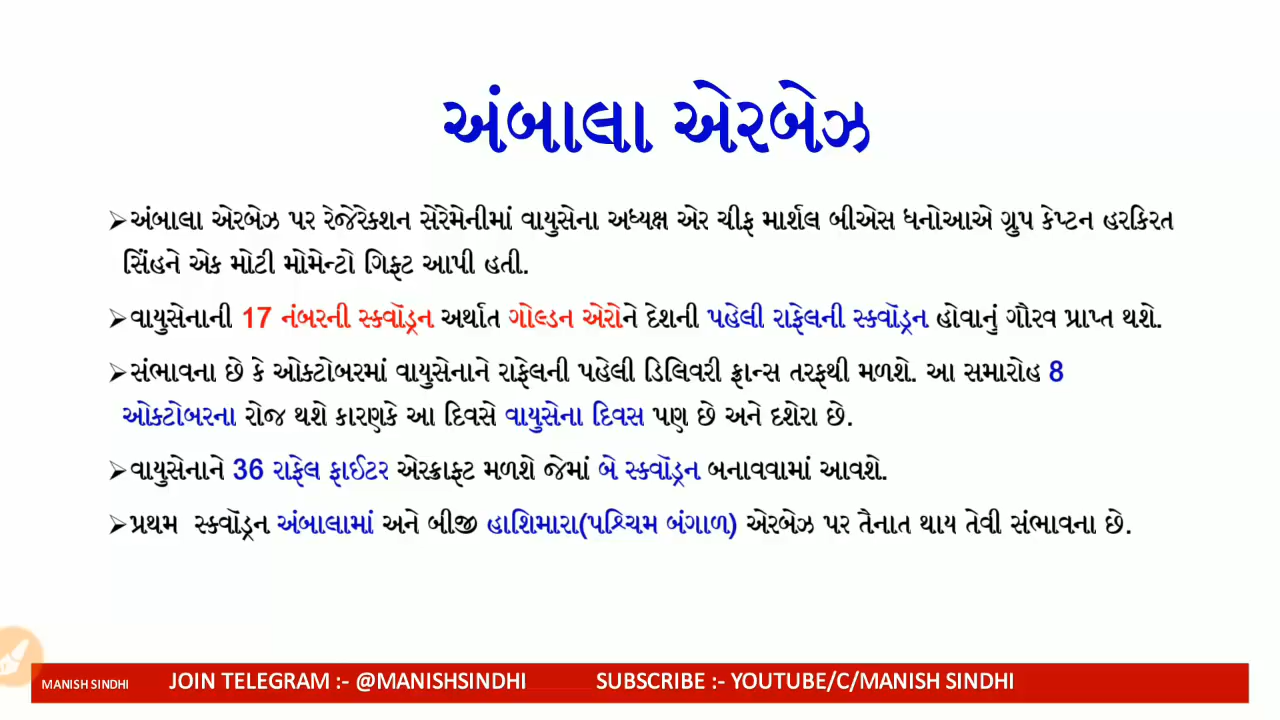 અંબાલા એરબેઝ
➢અંબાલા એરબેઝ પર રેજેરેક્શન સેરેમેનીમાં વાયુસેના અધ્યક્ષ એર ચીફ માર્શલ બીએસ ધનોઆએ ગ્રુપ કેપ્ટન હરકિરત
સિંહને એક મોટી મોમેન્ટો ગિફ્ટ આપી હતી.
➢વાયુસેનાની 17 નંબરની સ્ક્વૉડ્રન અર્થાત ગોલ્ડન એરોને દેશની પહેલી રાફેલની સ્ક્વૉડ્રન હોવાનું ગૌરવ પ્રાપ્ત થશે.
➢સંભાવના છે કે ઓક્ટોબરમાં વાયુસેનાને રાફેલની પહેલી ડિલિવરી ફ્રાન્સ તરફથી મળશે. આ સમારોહ 8
ઓક્ટોબરના રોજ થશે કારણકે આ દિવસે વાયુસેના દિવસ પણ છે અને દશેરા છે.
➢વાયુસેનાને 36 રાફેલ ફાઈટર એરક્રાફ્ટ મળશે જેમાં બે સ્ક્વૉડ્રન બનાવવામાં આવશે.
➢પ્રથમ સ્ક્વૉડ્રન અંબાલામાં અને બીજી હાશિમારા(પશ્ચિમ બંગાળ) એરબેઝ પર તૈનાત થાય તેવી સંભાવના છે.
MANISH SINDHI JOIN TELEGRAM :- @MANISHSINDHI SUBSCRIBE :- YOUTUBE/C/MANISH SINDHI